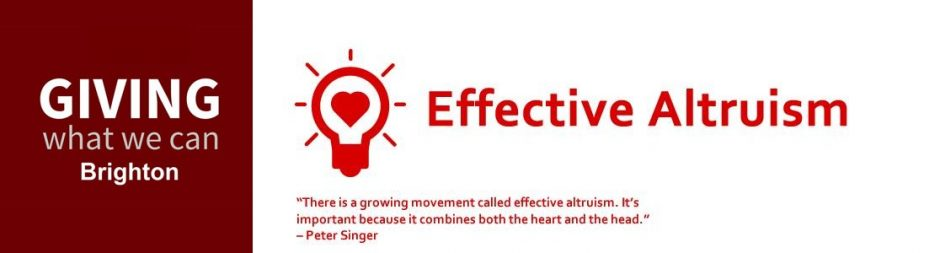 GIVING
what we can
Brighton
Effective Altruism
“There is a growing movement called effective altruism. It’s
important because it combines both the heart and the head.”
– Peter Singer